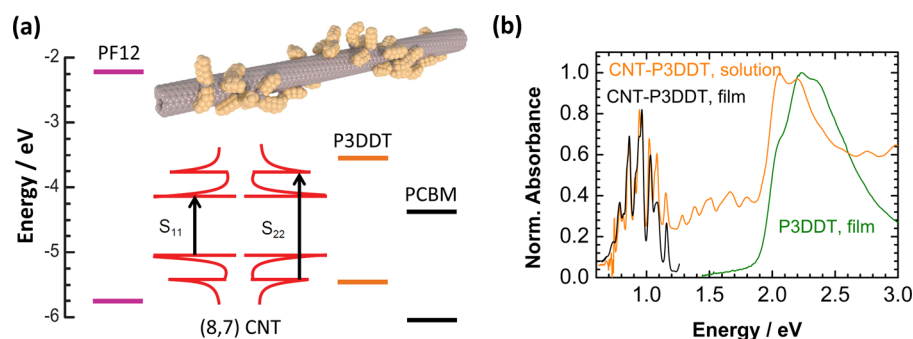 (a)
PF12
-2
-3
-4
-5
-6
Energy / eV
P3DDT
PCBM
S11
S22
(8,7) CNT
(b)
CNT-P3DDT, solution
CNT-P3DDT, film
P3DDT, film
1.0
0.8
0.6
0.4
0.2
0.0
Norm. Absorbance
1.0
1.5
2.0
2.5
3.0
Energy / eV